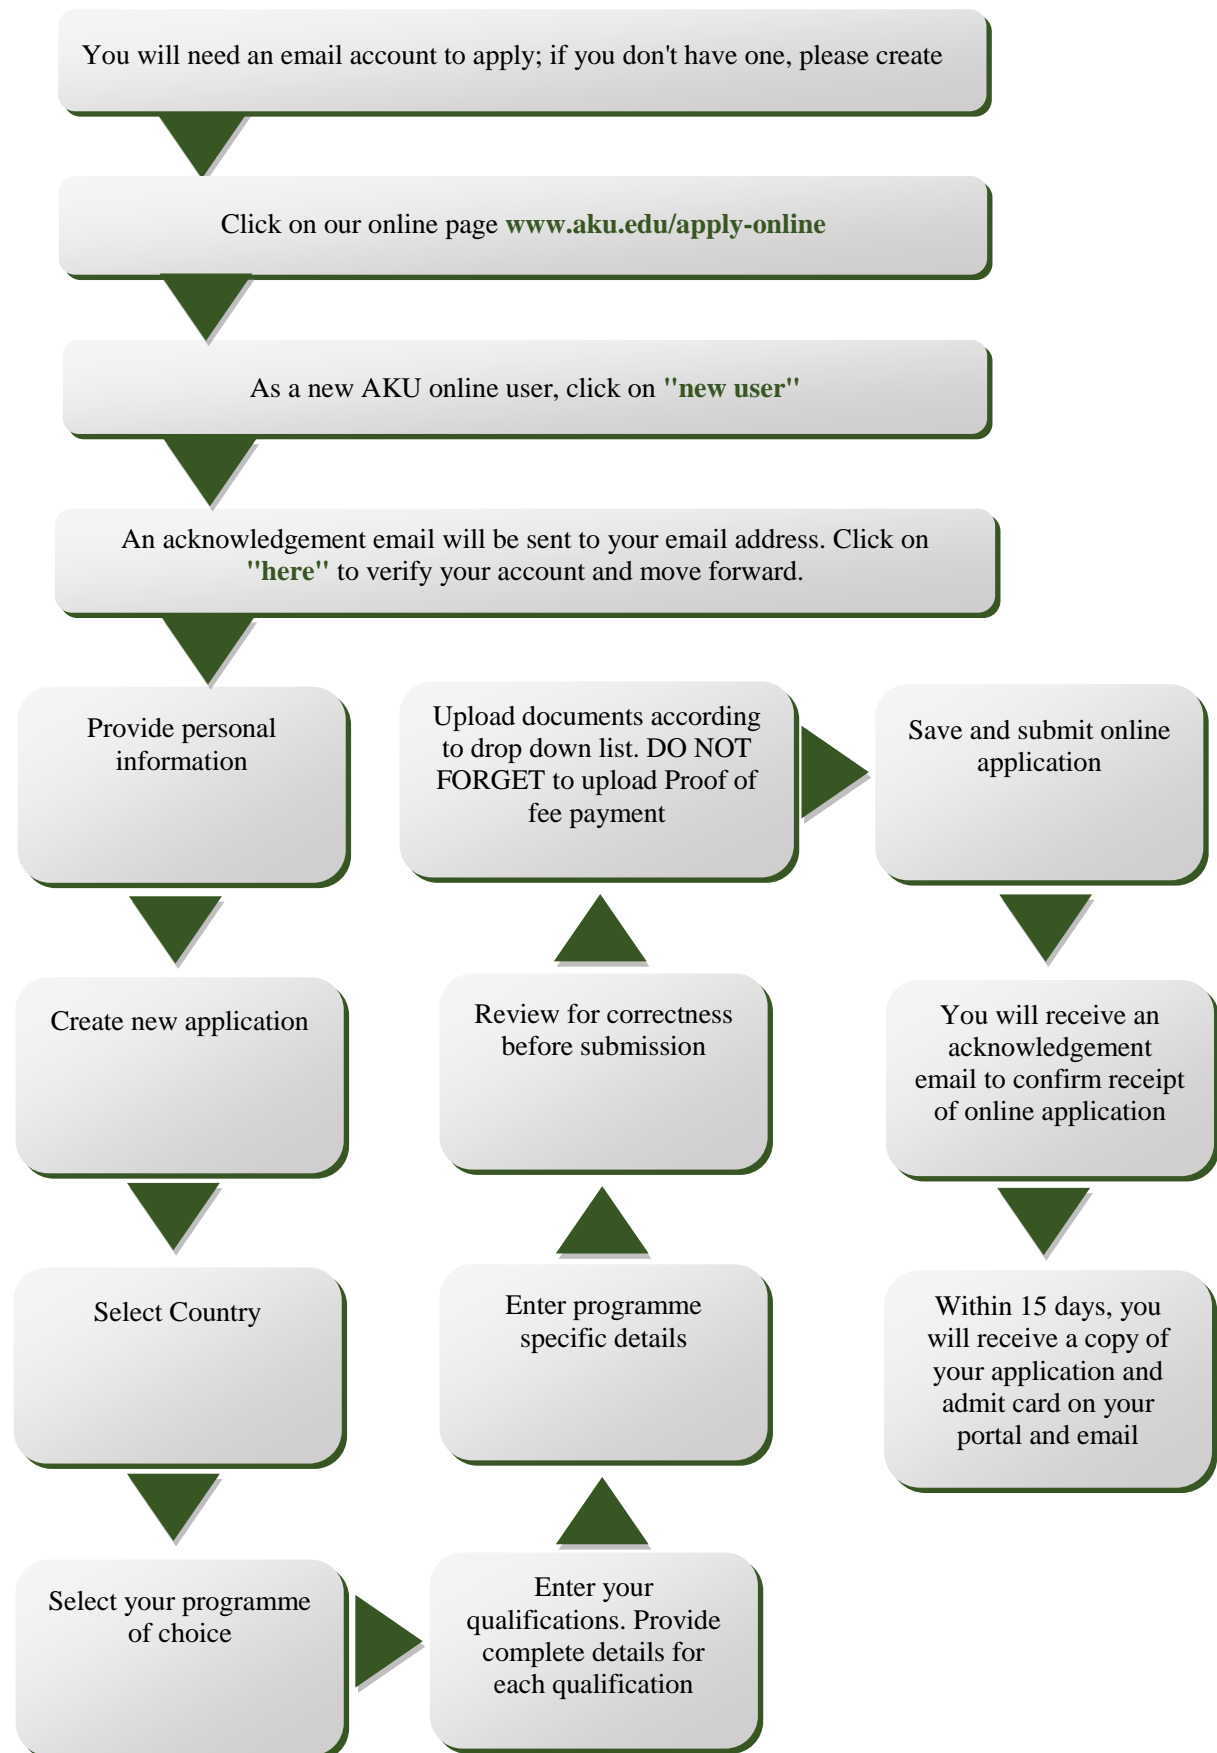 You will need an email account to apply; if you don't have one, please create
Click on our online page www.aku.edu/apply-online
As a new AKU online user, click on "new user"
An acknowledgement email will be sent to your email address. Click on
"here" to verify your account and move forward.
Provide personal
information
Create new application
Select Country
Select your programme
of choice
Enter your
qualifications. Provide
complete details for
each qualification
Enter programme
specific details
Review for correctness
before submission
Upload documents according
to drop down list. DO NOT
FORGET to upload Proof of
fee payment
Save and submit online
application
You will receive an
acknowledgement
email to confirm receipt
of online application
Within 15 days, you
will receive a copy of
your application and
admit card on your
portal and email